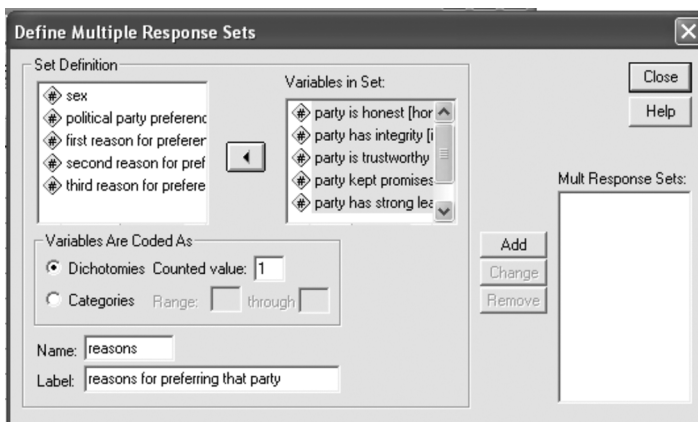 Define Multiple Response Sets
Set Definition
sex
political party preferenc
first reason for preferer
second reason for pref
third reason for prefere
Variables in Set:
party is honest [hor
party has integrity [i
party is trustworthy
party kept promises
party has strong lea
Close
Help
Mult Response Sets:
Variables Are Coded As
Dichotomies Counted value: 1
Categories Range: through
Add
Change
Remove
Name: reasons
Label: reasons for preferring that party